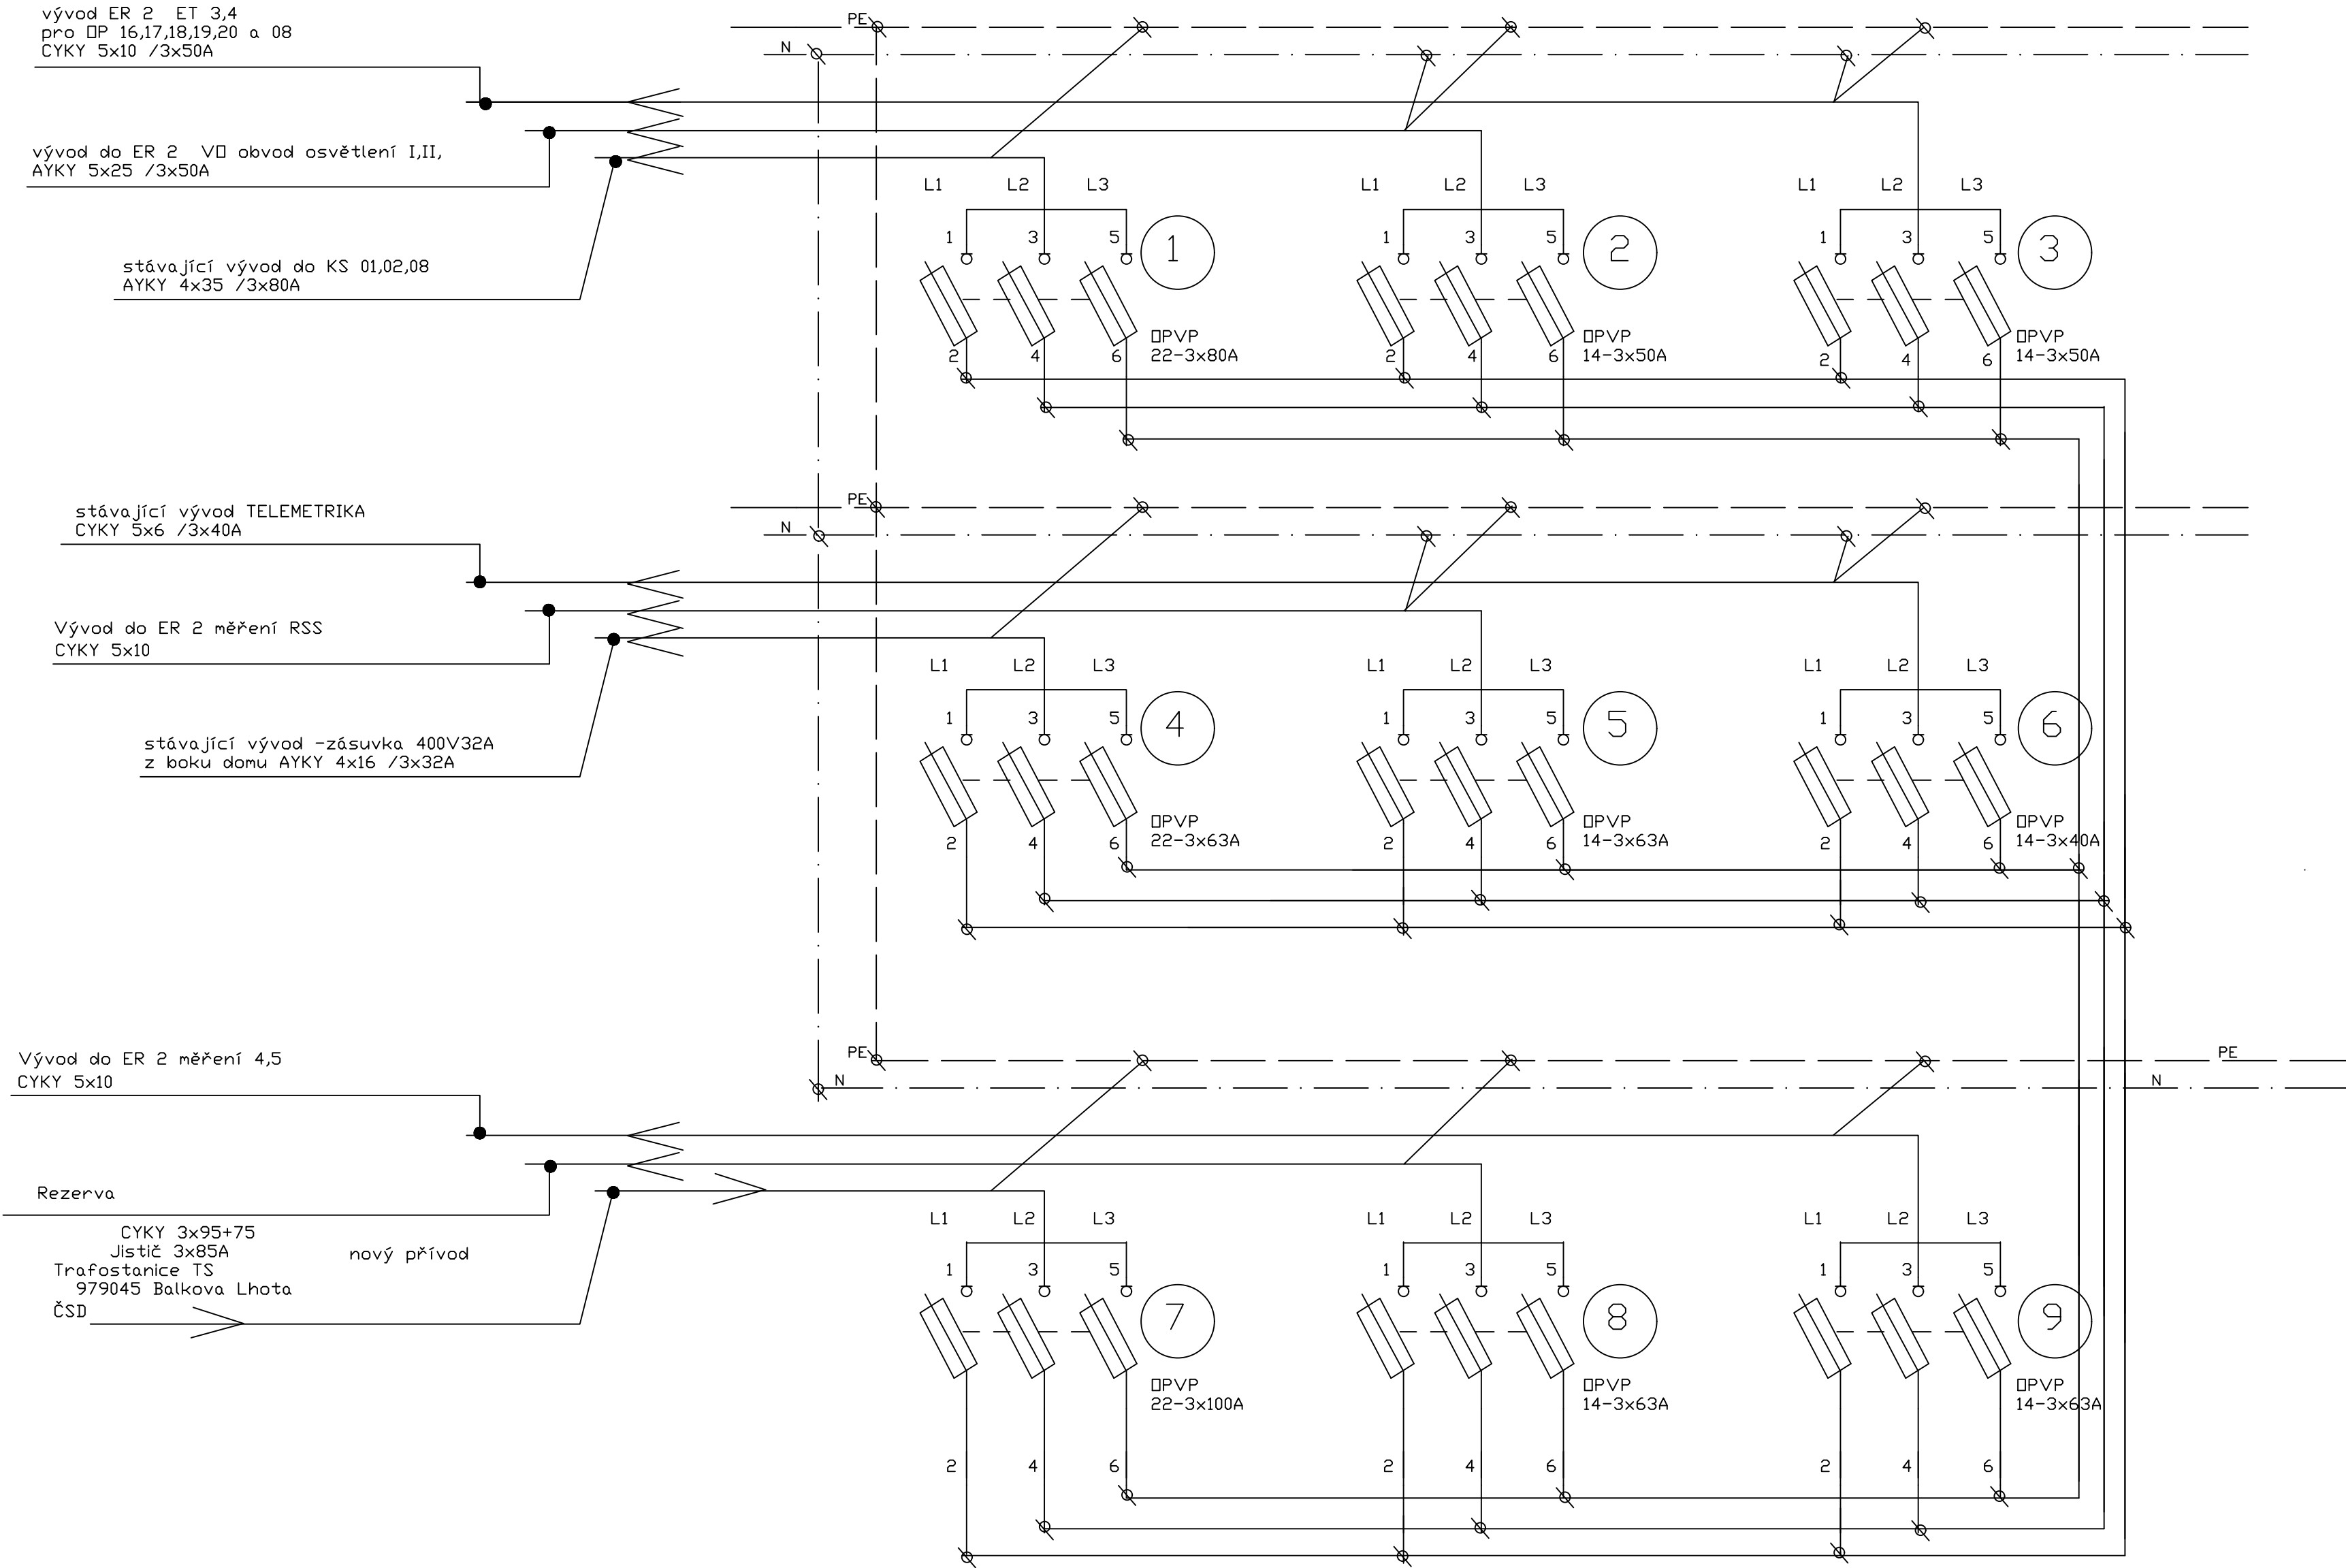 vývod ER 2 ET 3,4
pro OP 16,17,18,19,20 a 08
CYKY 5x10 /3x50A
PE
N
vývod do ER 2 VO obvod osvětlení I,II,
AYKY 5x25 /3x50A
stávající vývod do KS 01,02,08
AYKY 4x35 /3x80A
L1 L2 L3
1 3 5
1
2 4 6
OPVP
22-3x80A
L1 L2 L3
1 3 5
2
2 4 6
OPVP
14-3x50A
L1 L2 L3
1 3 5
3
2 4 6
OPVP
14-3x50A
stávající vývod TELEMETRIKA
CYKY 5x6 /3x40A
PE
N
Vývod do ER 2 měření RSS
CYKY 5x10
stávající vývod -zásuvka 400V32A
z boku domu AYKY 4x16 /3x32A
L1 L2 L3
1 3 5
4
2 4 6
OPVP
22-3x63A
L1 L2 L3
1 3 5
5
2 4 6
OPVP
14-3x63A
L1 L2 L3
1 3 5
6
2 4 6
OPVP
14-3x40A
Vývod do ER 2 měření 4,5
CYKY 5x10
PE
PE
N
N
Rezerva
CYKY 3x95+75
Jistič 3x85A
nový přívod
Trafostanice TS
979045 Balkova Lhota
ČSD
L1 L2 L3
1 3 5
7
2 4 6
OPVP
22-3x100A
L1 L2 L3
1 3 5
8
2 4 6
OPVP
14-3x63A
L1 L2 L3
1 3 5
9
2 4 6
OPVP
14-3x63A